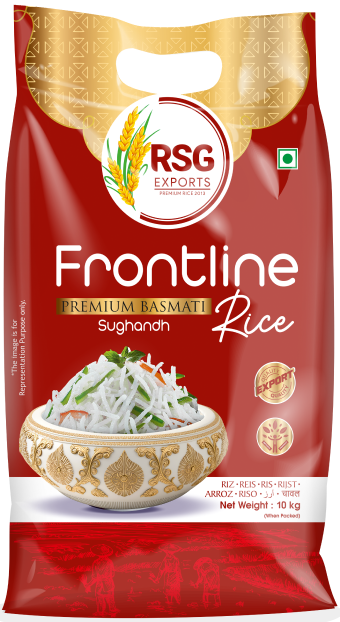 RSG
EXPORTS
PREMIUM RICE 2013
Frontline
PREMIUM BASMATI
Rice
Sughandh
*The image is for
Representation Purpose only.
EXPORT
QUALITY
RIZ • REIS • RIS • RIJST
ARROZ • RISO • أرز • चावल
Net Weight : 10 kg
(When Packed)